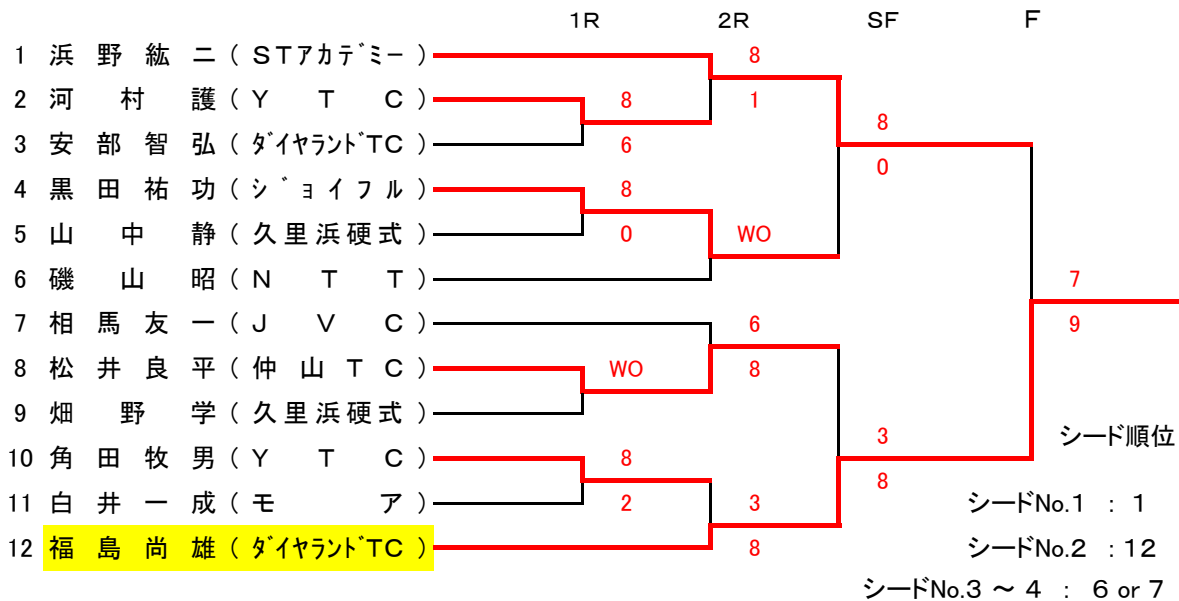 1R 2R SF F
1 浜野紘二(STアカデミー) 8
2 河村護(YTC) 8 1
3 安部智弘(ダイヤランドTC) 6 8
4 黒田祐功(ジョイフル) 8 0
5 山中静(久里浜硬式) 0 WO
6 磯山昭(NTT) 7
7 相馬友一(JVC) 6 9
8 松井良平(仲山TC) WO 8
9 畑野学(久里浜硬式) 3 シード順位
10 角田牧男(YTC) 8 8
11 白井一成(モア) 2 3 シードNo.1 : 1
12 福島尚雄(ダイヤランドTC) 8 シードNo.2 : 12
シードNo.3 ~ 4 : 6 or 7